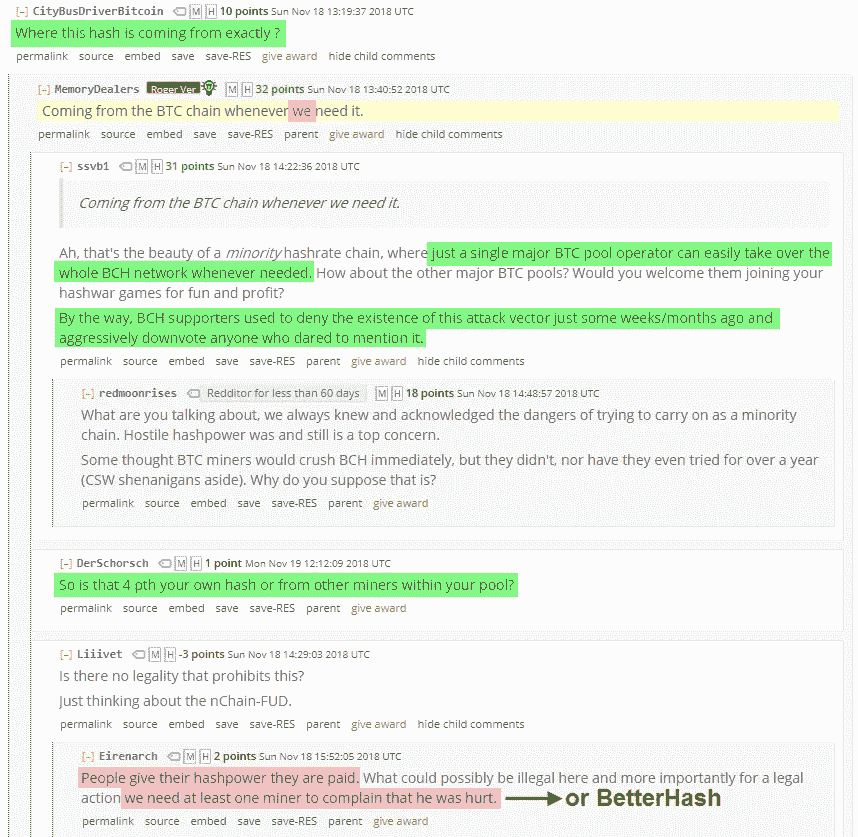 [–] CityBusDriverBitcoin M H 10 points Sun Nov 18 13:19:37 2018 UTC
Where this hash is coming from exactly ?
permalink source embed save save-RES give award hide child comments
[–] MemoryDealers Roger Ver M H 32 points Sun Nov 18 13:40:52 2018 UTC
Coming from the BTC chain whenever we need it.
permalink source embed save save-RES parent give award hide child comments
[–] ssvb1 M H 31 points Sun Nov 18 14:22:36 2018 UTC
Coming from the BTC chain whenever we need it.
Ah, that's the beauty of a minority hashrate chain, where just a single major BTC pool operator can easily take over the
whole BCH network whenever needed. How about the other major BTC pools? Would you welcome them joining your
hashwar games for fun and profit?
By the way, BCH supporters used to deny the existence of this attack vector just some weeks/months ago and
aggressively downvote anyone who dared to mention it.
permalink source embed save save-RES parent give award hide child comments
[–] redmoonrises Redditor for less than 60 days M H 18 points Sun Nov 18 14:48:57 2018 UTC
What are you talking about, we always knew and acknowledged the dangers of trying to carry on as a minority
chain. Hostile hashpower was and still is a top concern.
Some thought BTC miners would crush BCH immediately, but they didn't, nor have they even tried for over a year
(CSW shenanigans aside). Why do you suppose that is?
permalink source embed save save-RES parent give award
[–] DerSchorsch M H 1 point Mon Nov 19 12:12:09 2018 UTC
So is that 4 pth your own hash or from other miners within your pool?
permalink source embed save save-RES parent give award
[–] Liiivet M H -3 points Sun Nov 18 14:29:03 2018 UTC
Is there no legality that prohibits this?
Just thinking about the nChain-FUD.
permalink source embed save save-RES parent give award hide child comments
[–] Eirenarch M H 2 points Sun Nov 18 15:52:05 2018 UTC
People give their hashpower they are paid. What could possibly be illegal here and more importantly for a legal
action we need at least one miner to complain that he was hurt. or BetterHash
permalink source embed save save-RES parent give award